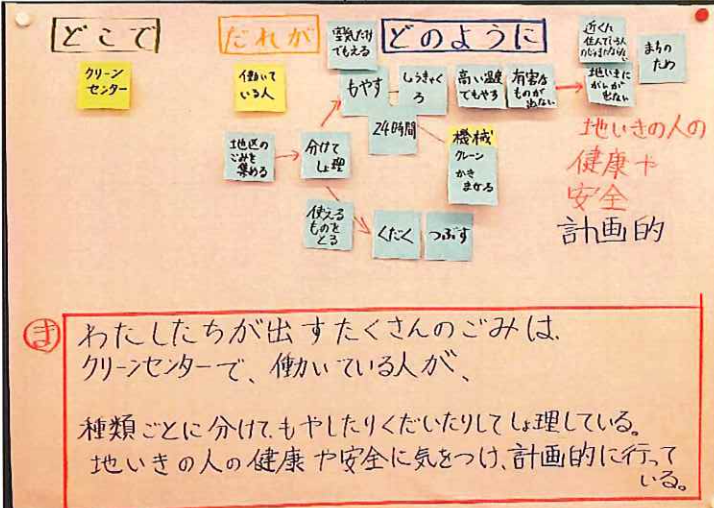 どこで
だれが
どのように
クリーン
センター
働いて
いる人
空気だけ
でもえる
もやす
しょうきゃく
ろ
高い温度
でもやす
有害な
ものが
出ない
近くに
住んでいる人
地いきに
がいが
出ない
まちの
ため
24時間
機械
クレーン
かき
まぜる
地区の
ごみを
集める
分けて
しょ理
使える
ものを
とる
くだく
つぶす
地いきの人の
健康や
安全
計画的
ま
わたしたちが出すたくさんのごみは、
クリーンセンターで、働いている人が、
種類ごとに分けて、もやしたりくだいたりしてしょ理している。
地いきの人の健康や安全に気をつけ、計画的に行って
いる。